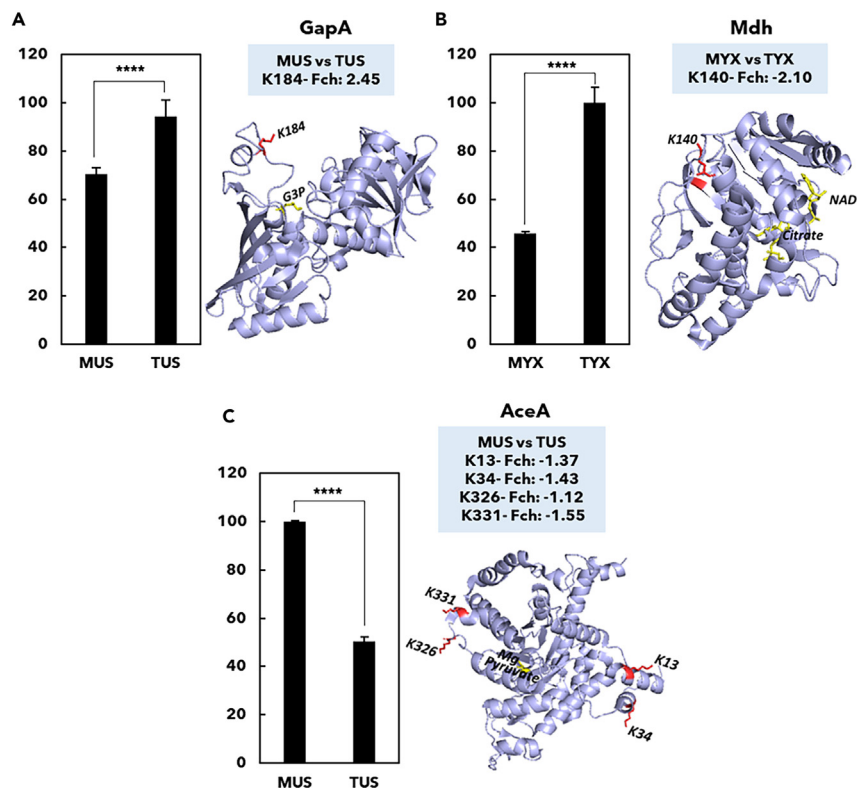 A
GapA
MUS vs TUS
K184- Fch: 2.45
120
100
80
60
40
20
0
****
MUS
TUS
K184
G3P
B
Mdh
MYX vs TYX
K140- Fch: -2.10
120
100
80
60
40
20
0
****
MYX
TYX
K140
NAD
Citrate
C
AceA
MUS vs TUS
K13- Fch: -1.37
K34- Fch: -1.43
K326- Fch: -1.12
K331- Fch: -1.55
120
100
80
60
40
20
0
****
MUS
TUS
K331
K326
Mg
Pyruvate
K13
K34